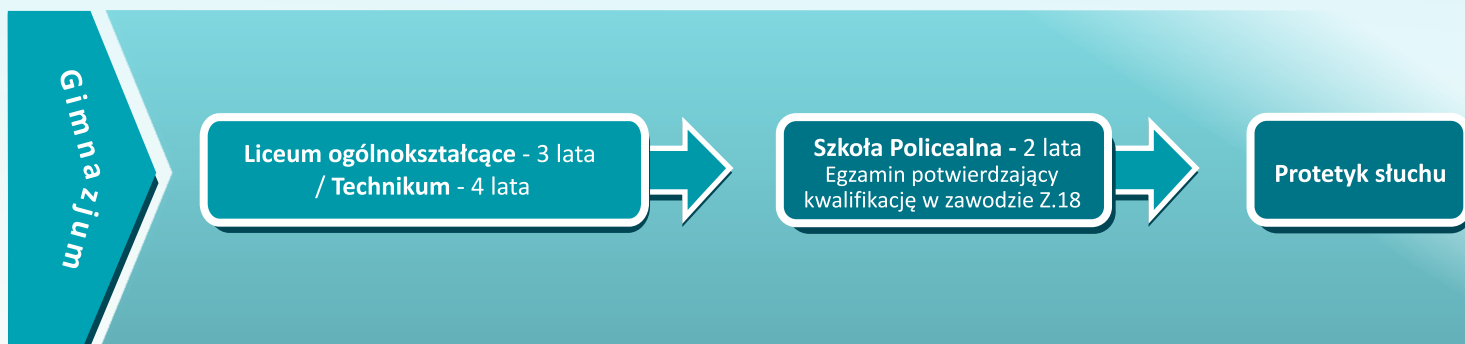 Gimnazjum
Liceum ogólnokształcące - 3 lata
/ Technikum - 4 lata
Szkoła Policealna - 2 lata
Egzamin potwierdzający
kwalifikację w zawodzie Z.18
Protetyk słuchu